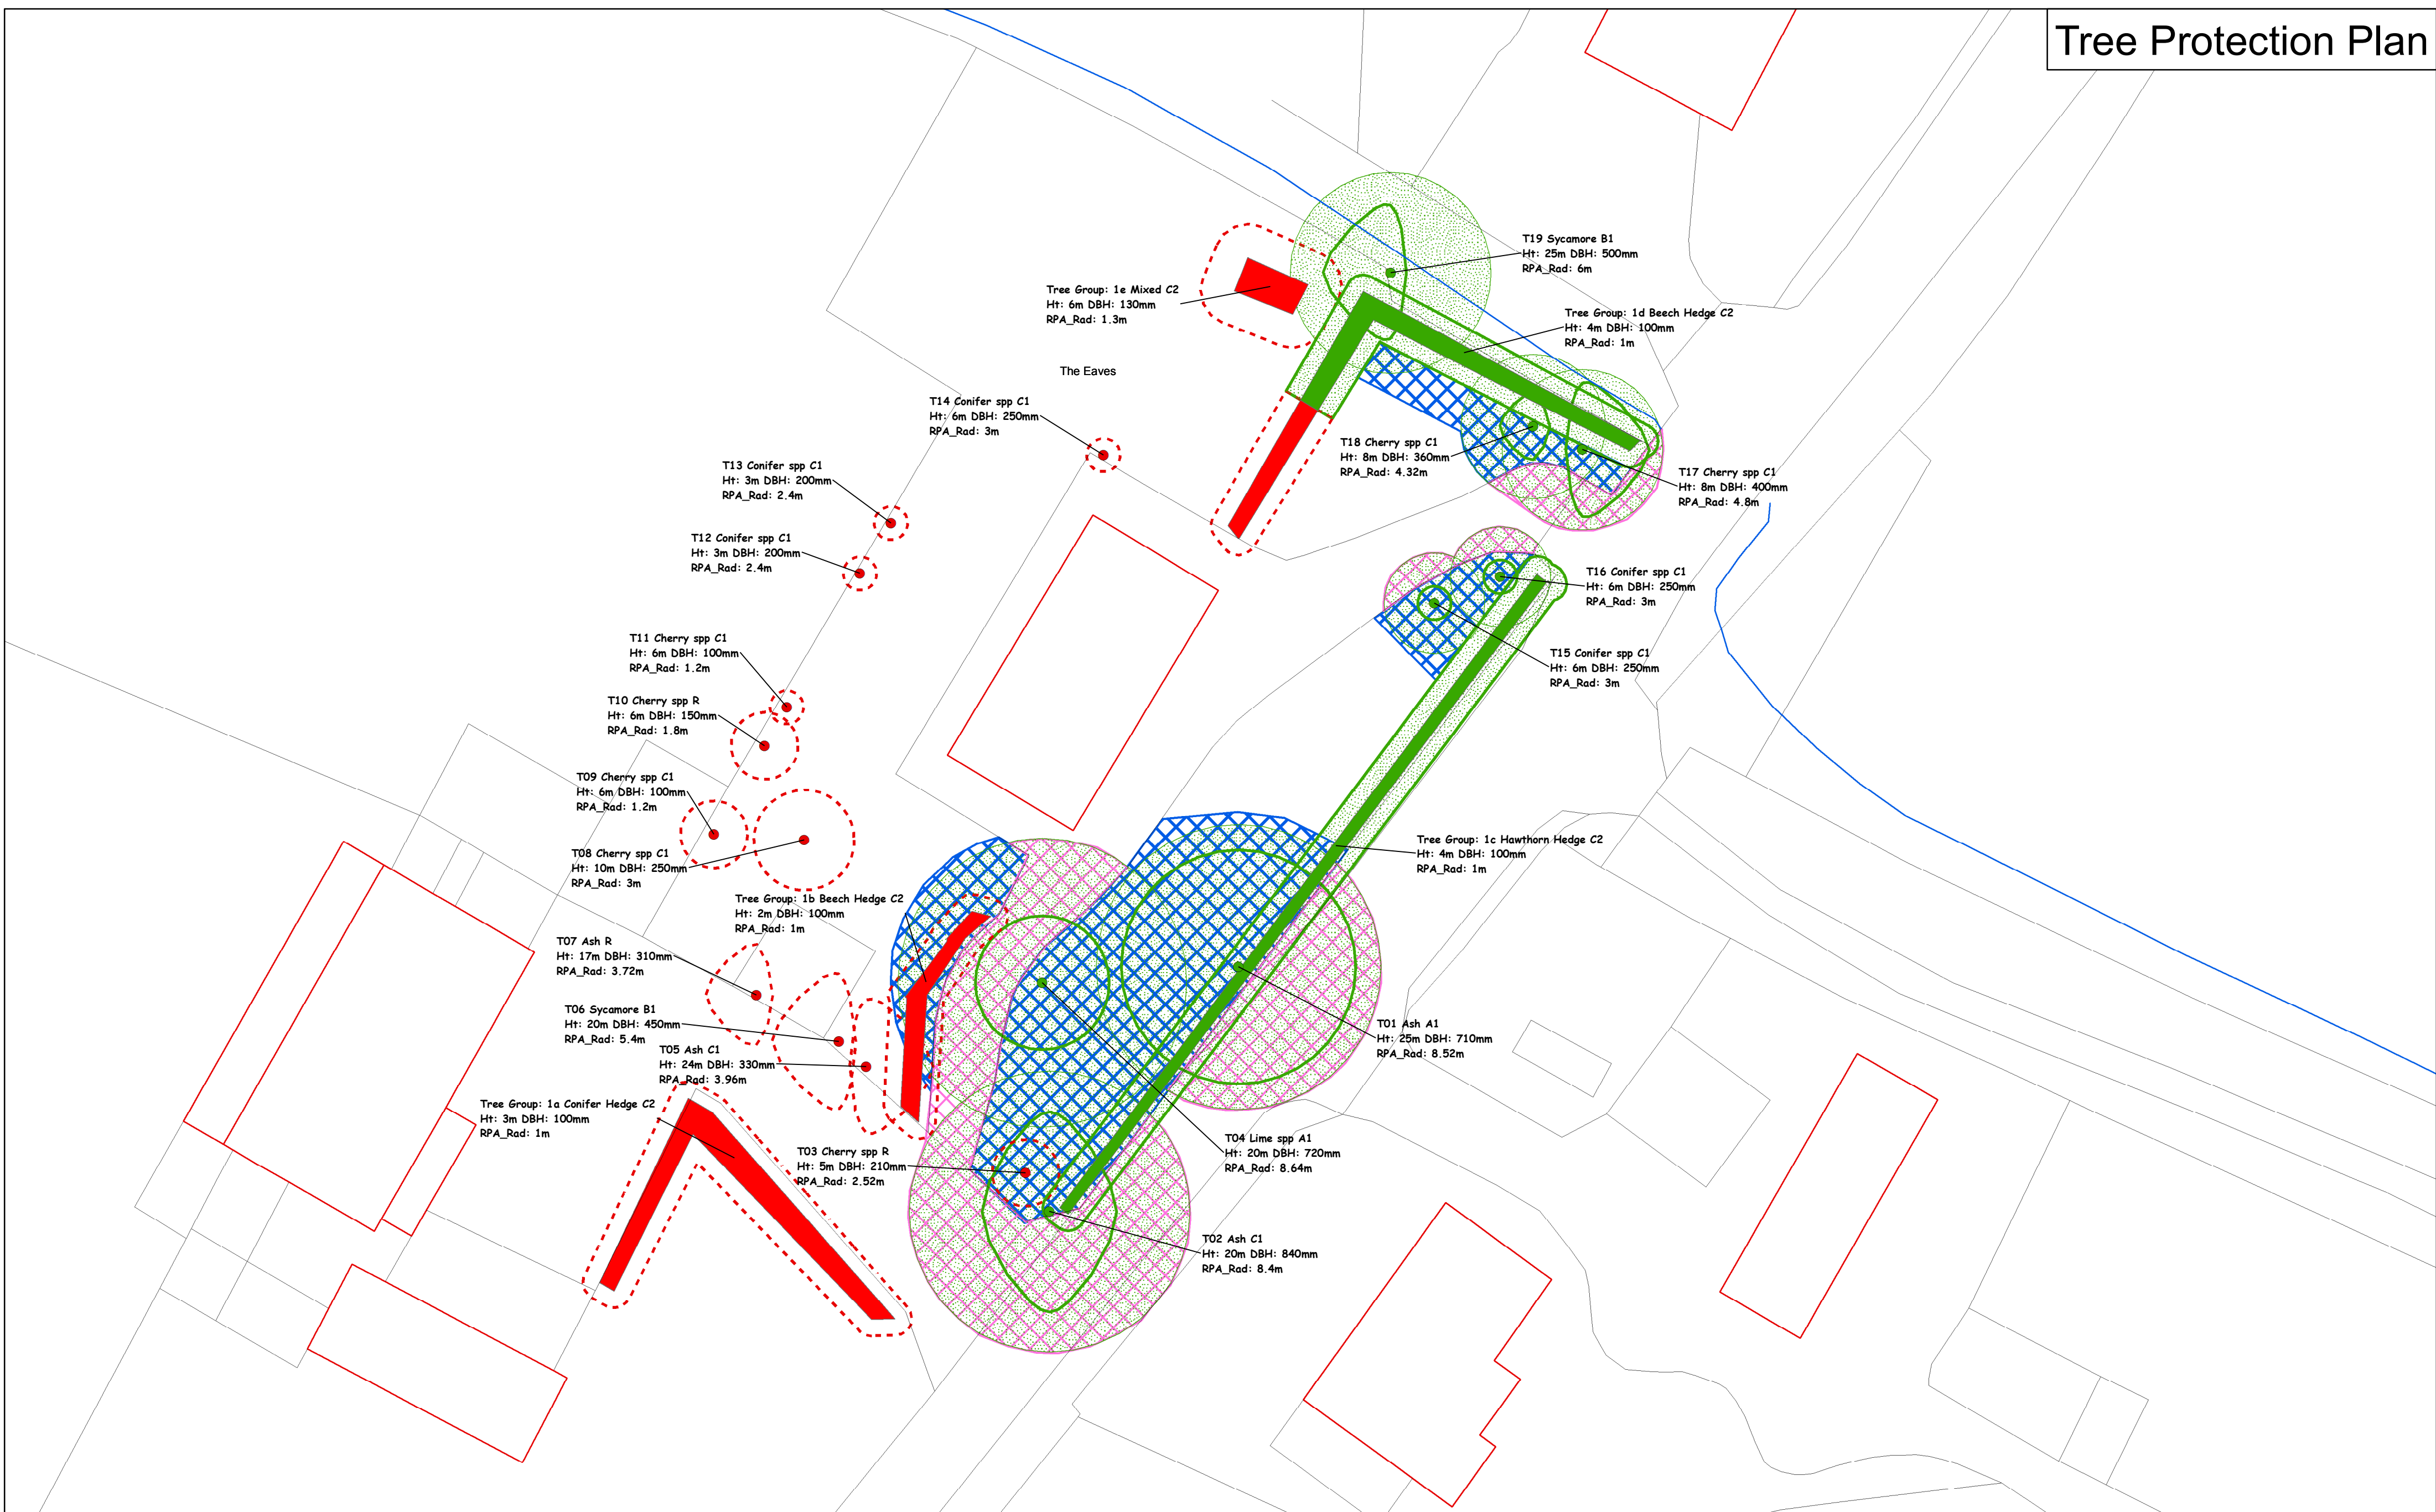 Tree Protection Plan
T19 Sycamore B1
Ht: 25m DBH: 500mm
RPA_Rad: 6m
Tree Group: 1e Mixed C2
Ht: 6m DBH: 130mm
RPA_Rad: 1.3m
Tree Group: 1d Beech Hedge C2
Ht: 4m DBH: 100mm
RPA_Rad: 1m
The Eaves
T14 Conifer spp C1
Ht: 6m DBH: 250mm
RPA_Rad: 3m
T18 Cherry spp C1
Ht: 8m DBH: 360mm
RPA_Rad: 4.32m
T13 Conifer spp C1
Ht: 3m DBH: 200mm
RPA_Rad: 2.4m
T17 Cherry spp C1
Ht: 8m DBH: 400mm
RPA_Rad: 4.8m
T12 Conifer spp C1
Ht: 3m DBH: 200mm
RPA_Rad: 2.4m
T16 Conifer spp C1
Ht: 6m DBH: 250mm
RPA_Rad: 3m
T11 Cherry spp C1
Ht: 6m DBH: 100mm
RPA_Rad: 1.2m
T15 Conifer spp C1
Ht: 6m DBH: 250mm
RPA_Rad: 3m
T10 Cherry spp R
Ht: 6m DBH: 150mm
RPA_Rad: 1.8m
T09 Cherry spp C1
Ht: 6m DBH: 100mm
RPA_Rad: 1.2m
T08 Cherry spp C1
Ht: 10m DBH: 250mm
RPA_Rad: 3m
Tree Group: 1c Hawthorn Hedge C2
Ht: 4m DBH: 100mm
RPA_Rad: 1m
Tree Group: 1b Beech Hedge C2
Ht: 2m DBH: 100mm
RPA_Rad: 1m
T07 Ash R
Ht: 17m DBH: 310mm
RPA_Rad: 3.72m
T06 Sycamore B1
Ht: 20m DBH: 450mm
RPA_Rad: 5.4m
T01 Ash A1
Ht: 25m DBH: 710mm
RPA_Rad: 8.52m
T05 Ash C1
Ht: 24m DBH: 330mm
RPA_Rad: 3.96m
Tree Group: 1a Conifer Hedge C2
Ht: 3m DBH: 100mm
RPA_Rad: 1m
T04 Lime spp A1
Ht: 20m DBH: 720mm
RPA_Rad: 8.64m
T03 Cherry spp R
Ht: 5m DBH: 210mm
RPA_Rad: 2.52m
T02 Ash C1
Ht: 20m DBH: 840mm
RPA_Rad: 8.4m